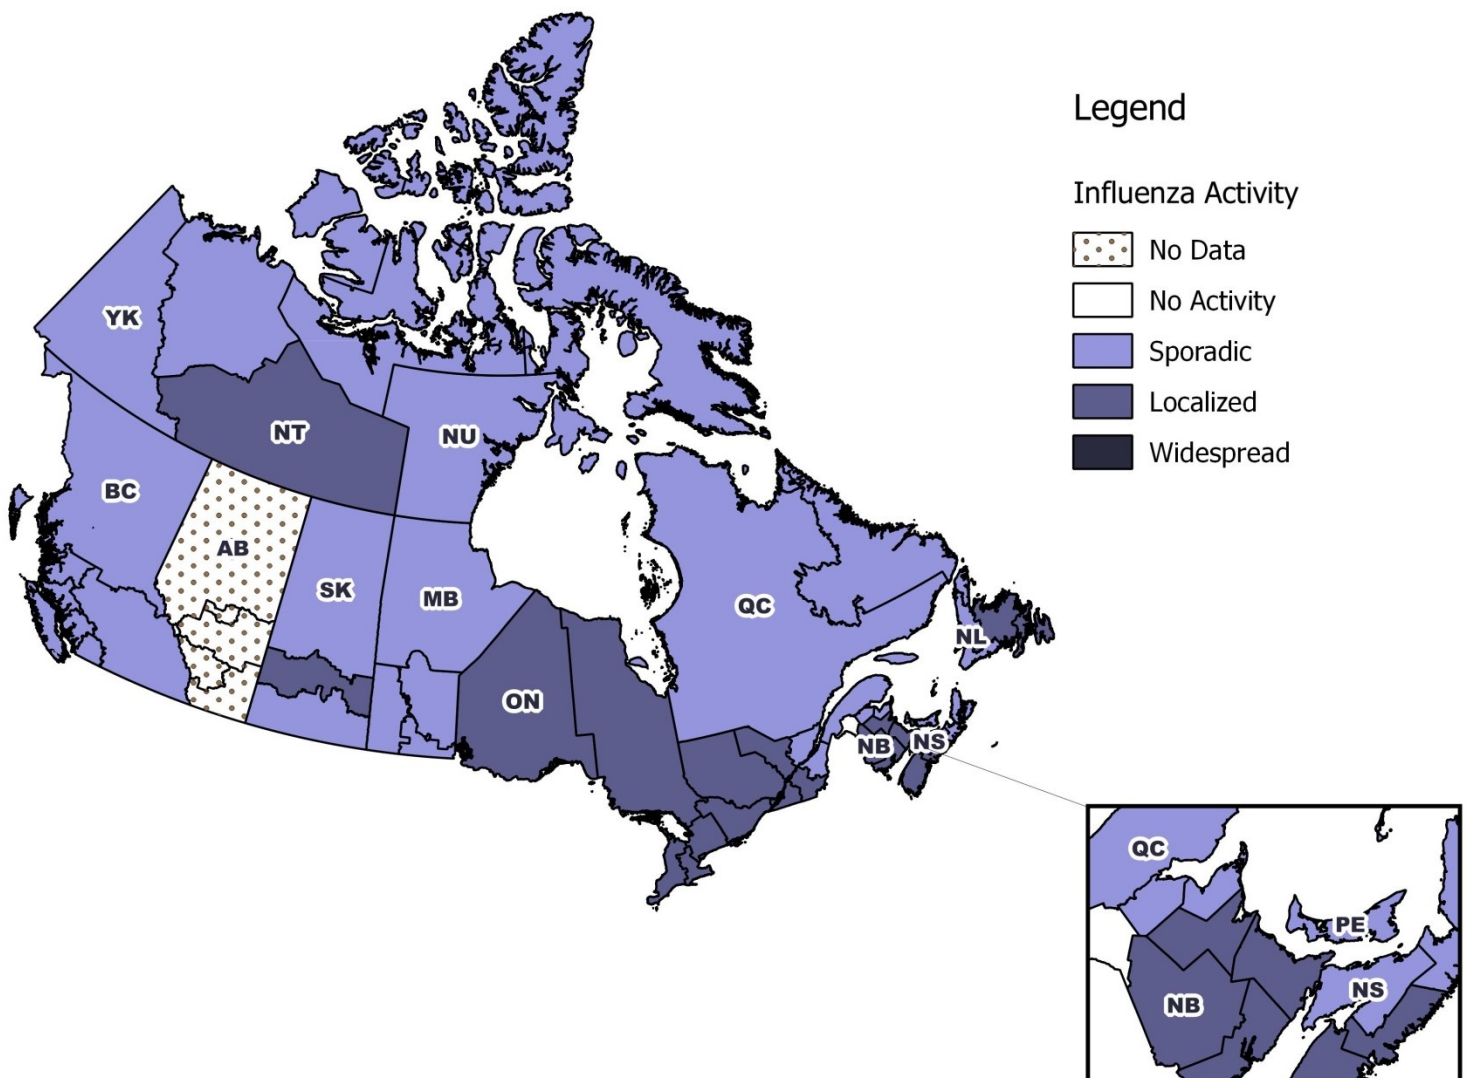 Legend
Influenza Activity
No Data
No Activity
Sporadic
Localized
Widespread
YK
NT
NU
BC
AB
SK
MB
QC
NL
ON
NB
NS
QC
PE
NS
NB